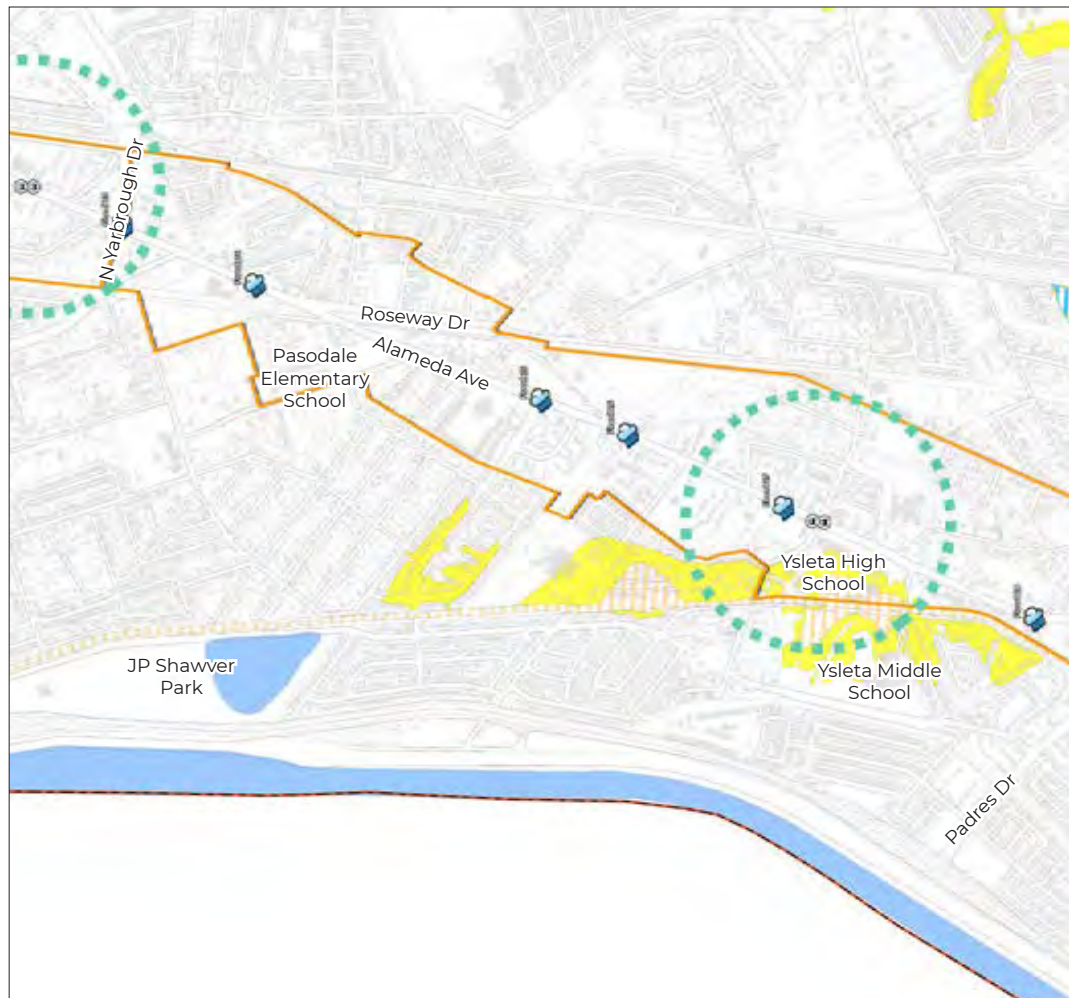 N Yarbrough Dr
Roseway Dr
Alameda Ave
Pasodale
Elementary
School
Ysleta High
School
JP Shawver
Park
Ysleta Middle
School
Padres Dr